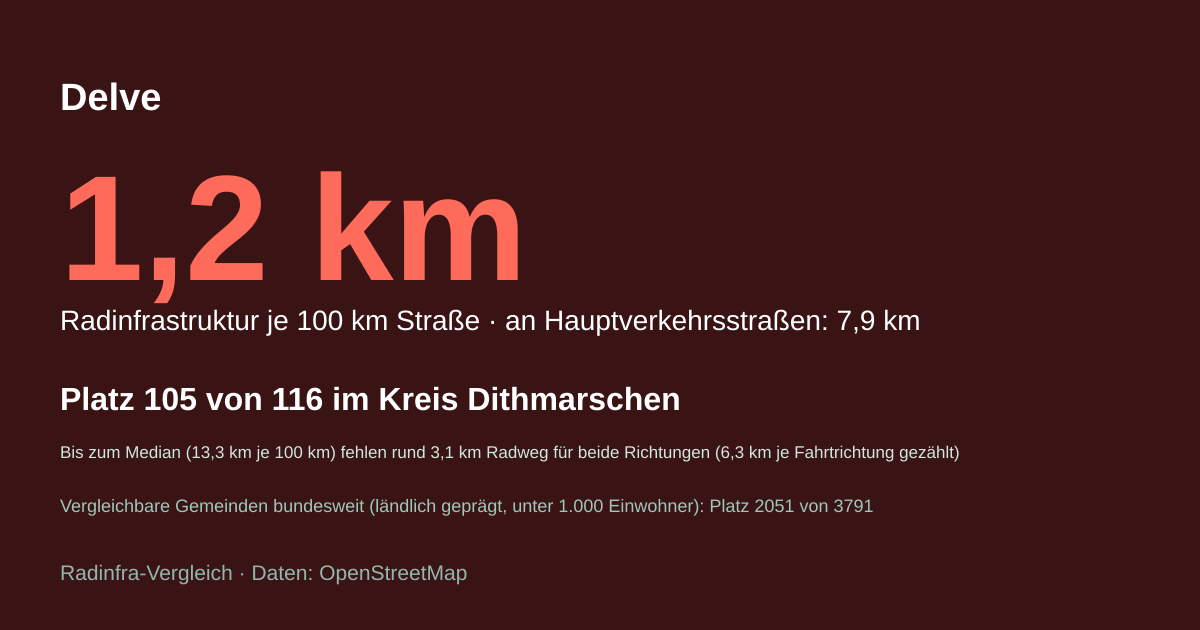 Delve
1,2 km
Radinfrastruktur je 100 km Straße · an Hauptverkehrsstraßen: 7,9 km
Platz 105 von 116 im Kreis Dithmarschen
Bis zum Median (13,3 km je 100 km) fehlen rund 3,1 km Radweg für beide Richtungen (6,3 km je Fahrtrichtung gezählt)
Vergleichbare Gemeinden bundesweit (ländlich geprägt, unter 1.000 Einwohner): Platz 2051 von 3791
Radinfra-Vergleich · Daten: OpenStreetMap